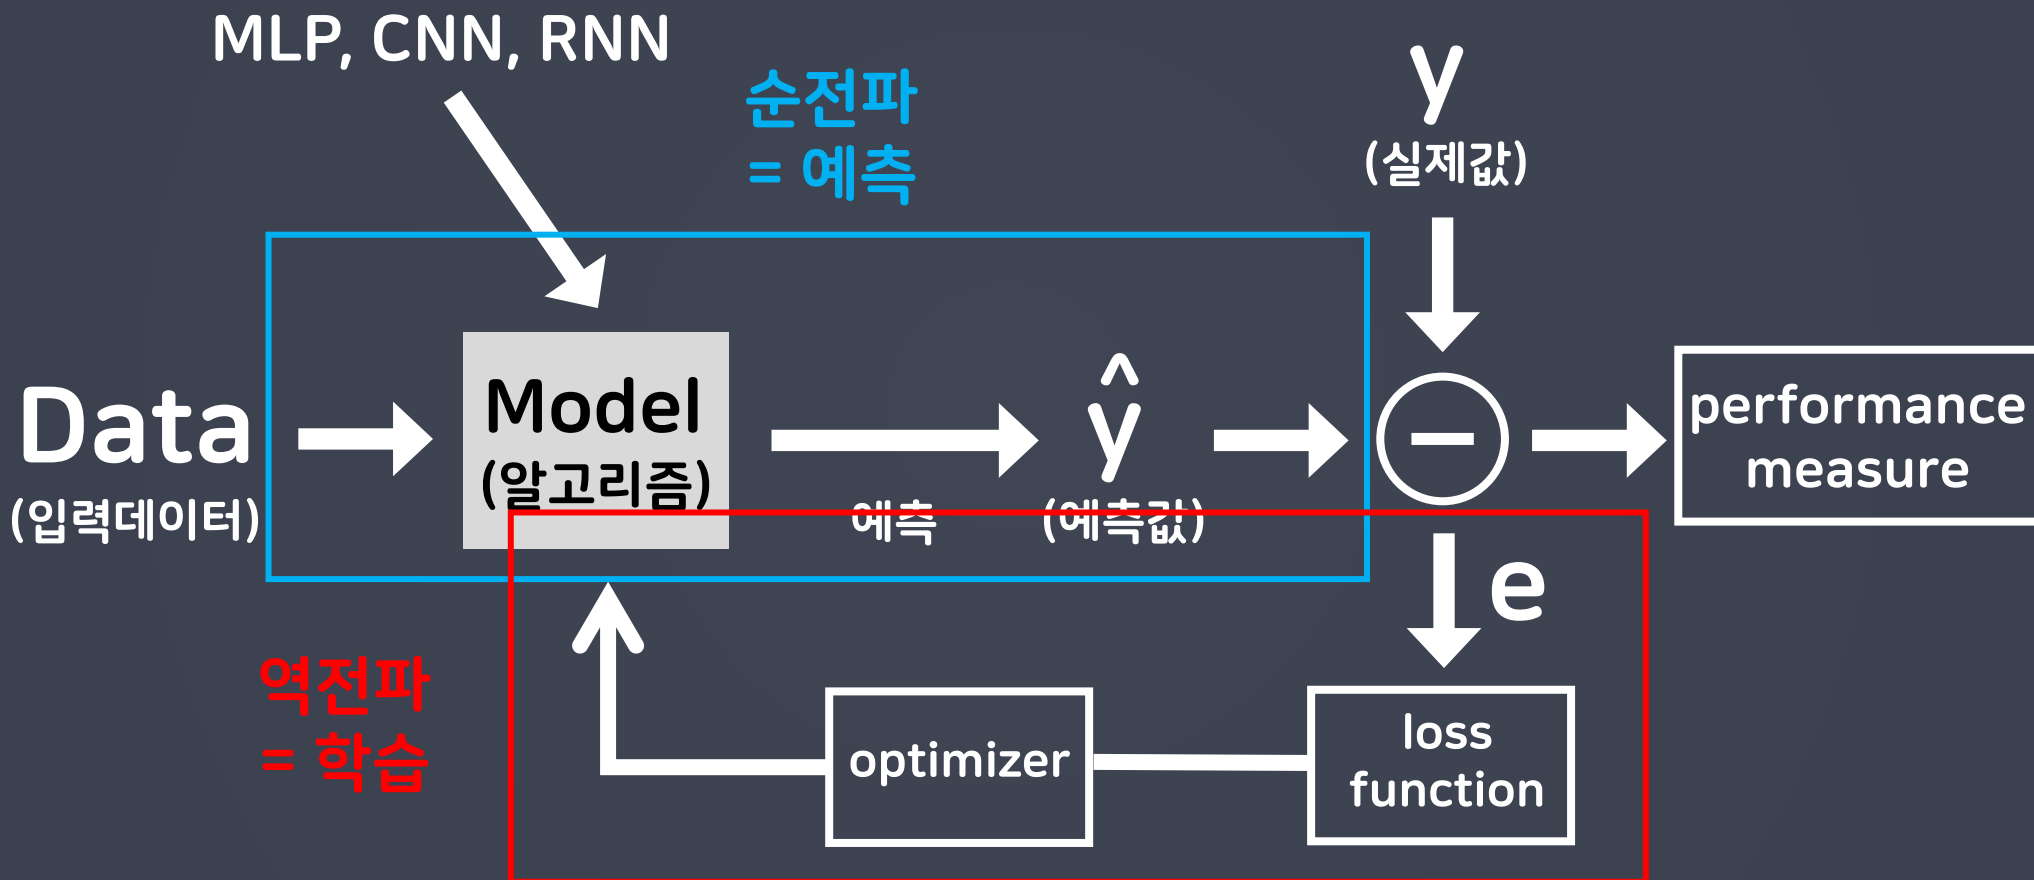 MLP, CNN, RNN
순전파
= 예측
y
(실제값)
Data
(입력데이터)
Model
(알고리즘)
예측
^
y
(예측값)
−
performance
measure
e
역전파
= 학습
optimizer
loss
function